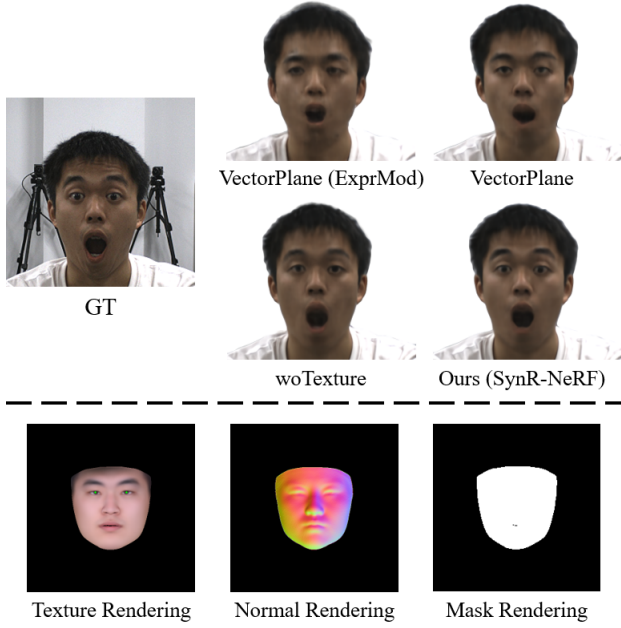 VectorPlane (ExprMod)
VectorPlane
GT
woTexture
Ours (SynR-NeRF)
Texture Rendering
Normal Rendering
Mask Rendering